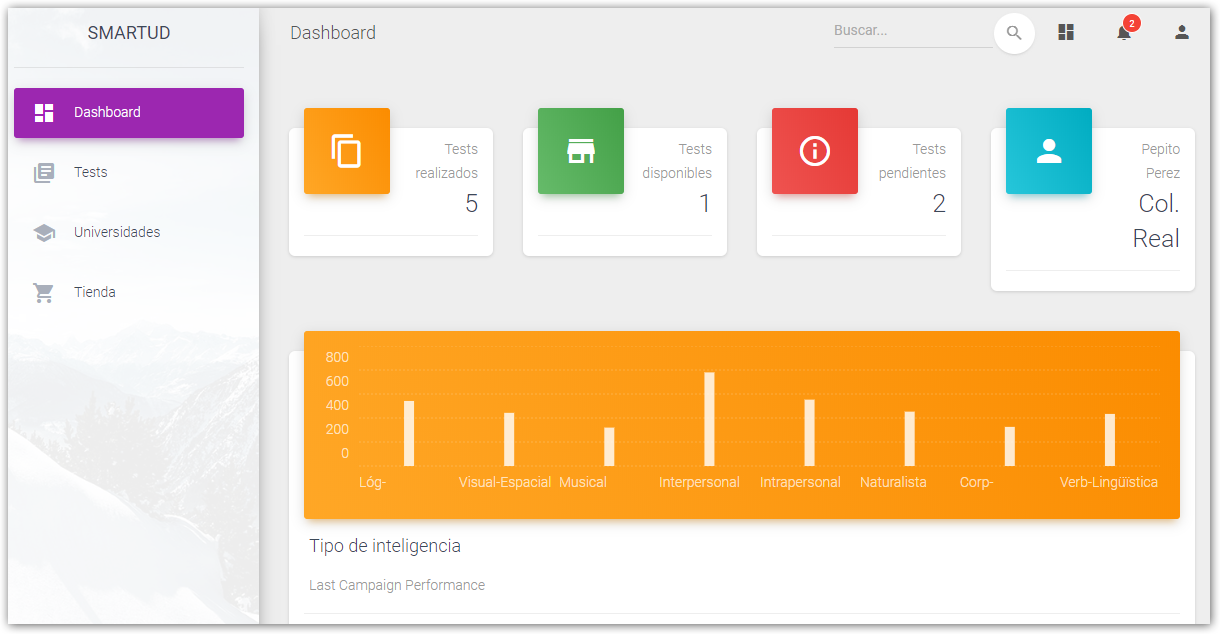 SMARTUD
Dashboard
Tests
Universidades
Tienda
Dashboard
Buscar...
2
Tests
realizados
5
Tests
disponibles
1
Tests
pendientes
2
Pepito
Perez
Col.
Real
800
600
400
200
0
Lóg- Visual-Espacial Musical Interpersonal Intrapersonal Naturalista Corp- Verb-Lingüística
Tipo de inteligencia
Last Campaign Performance